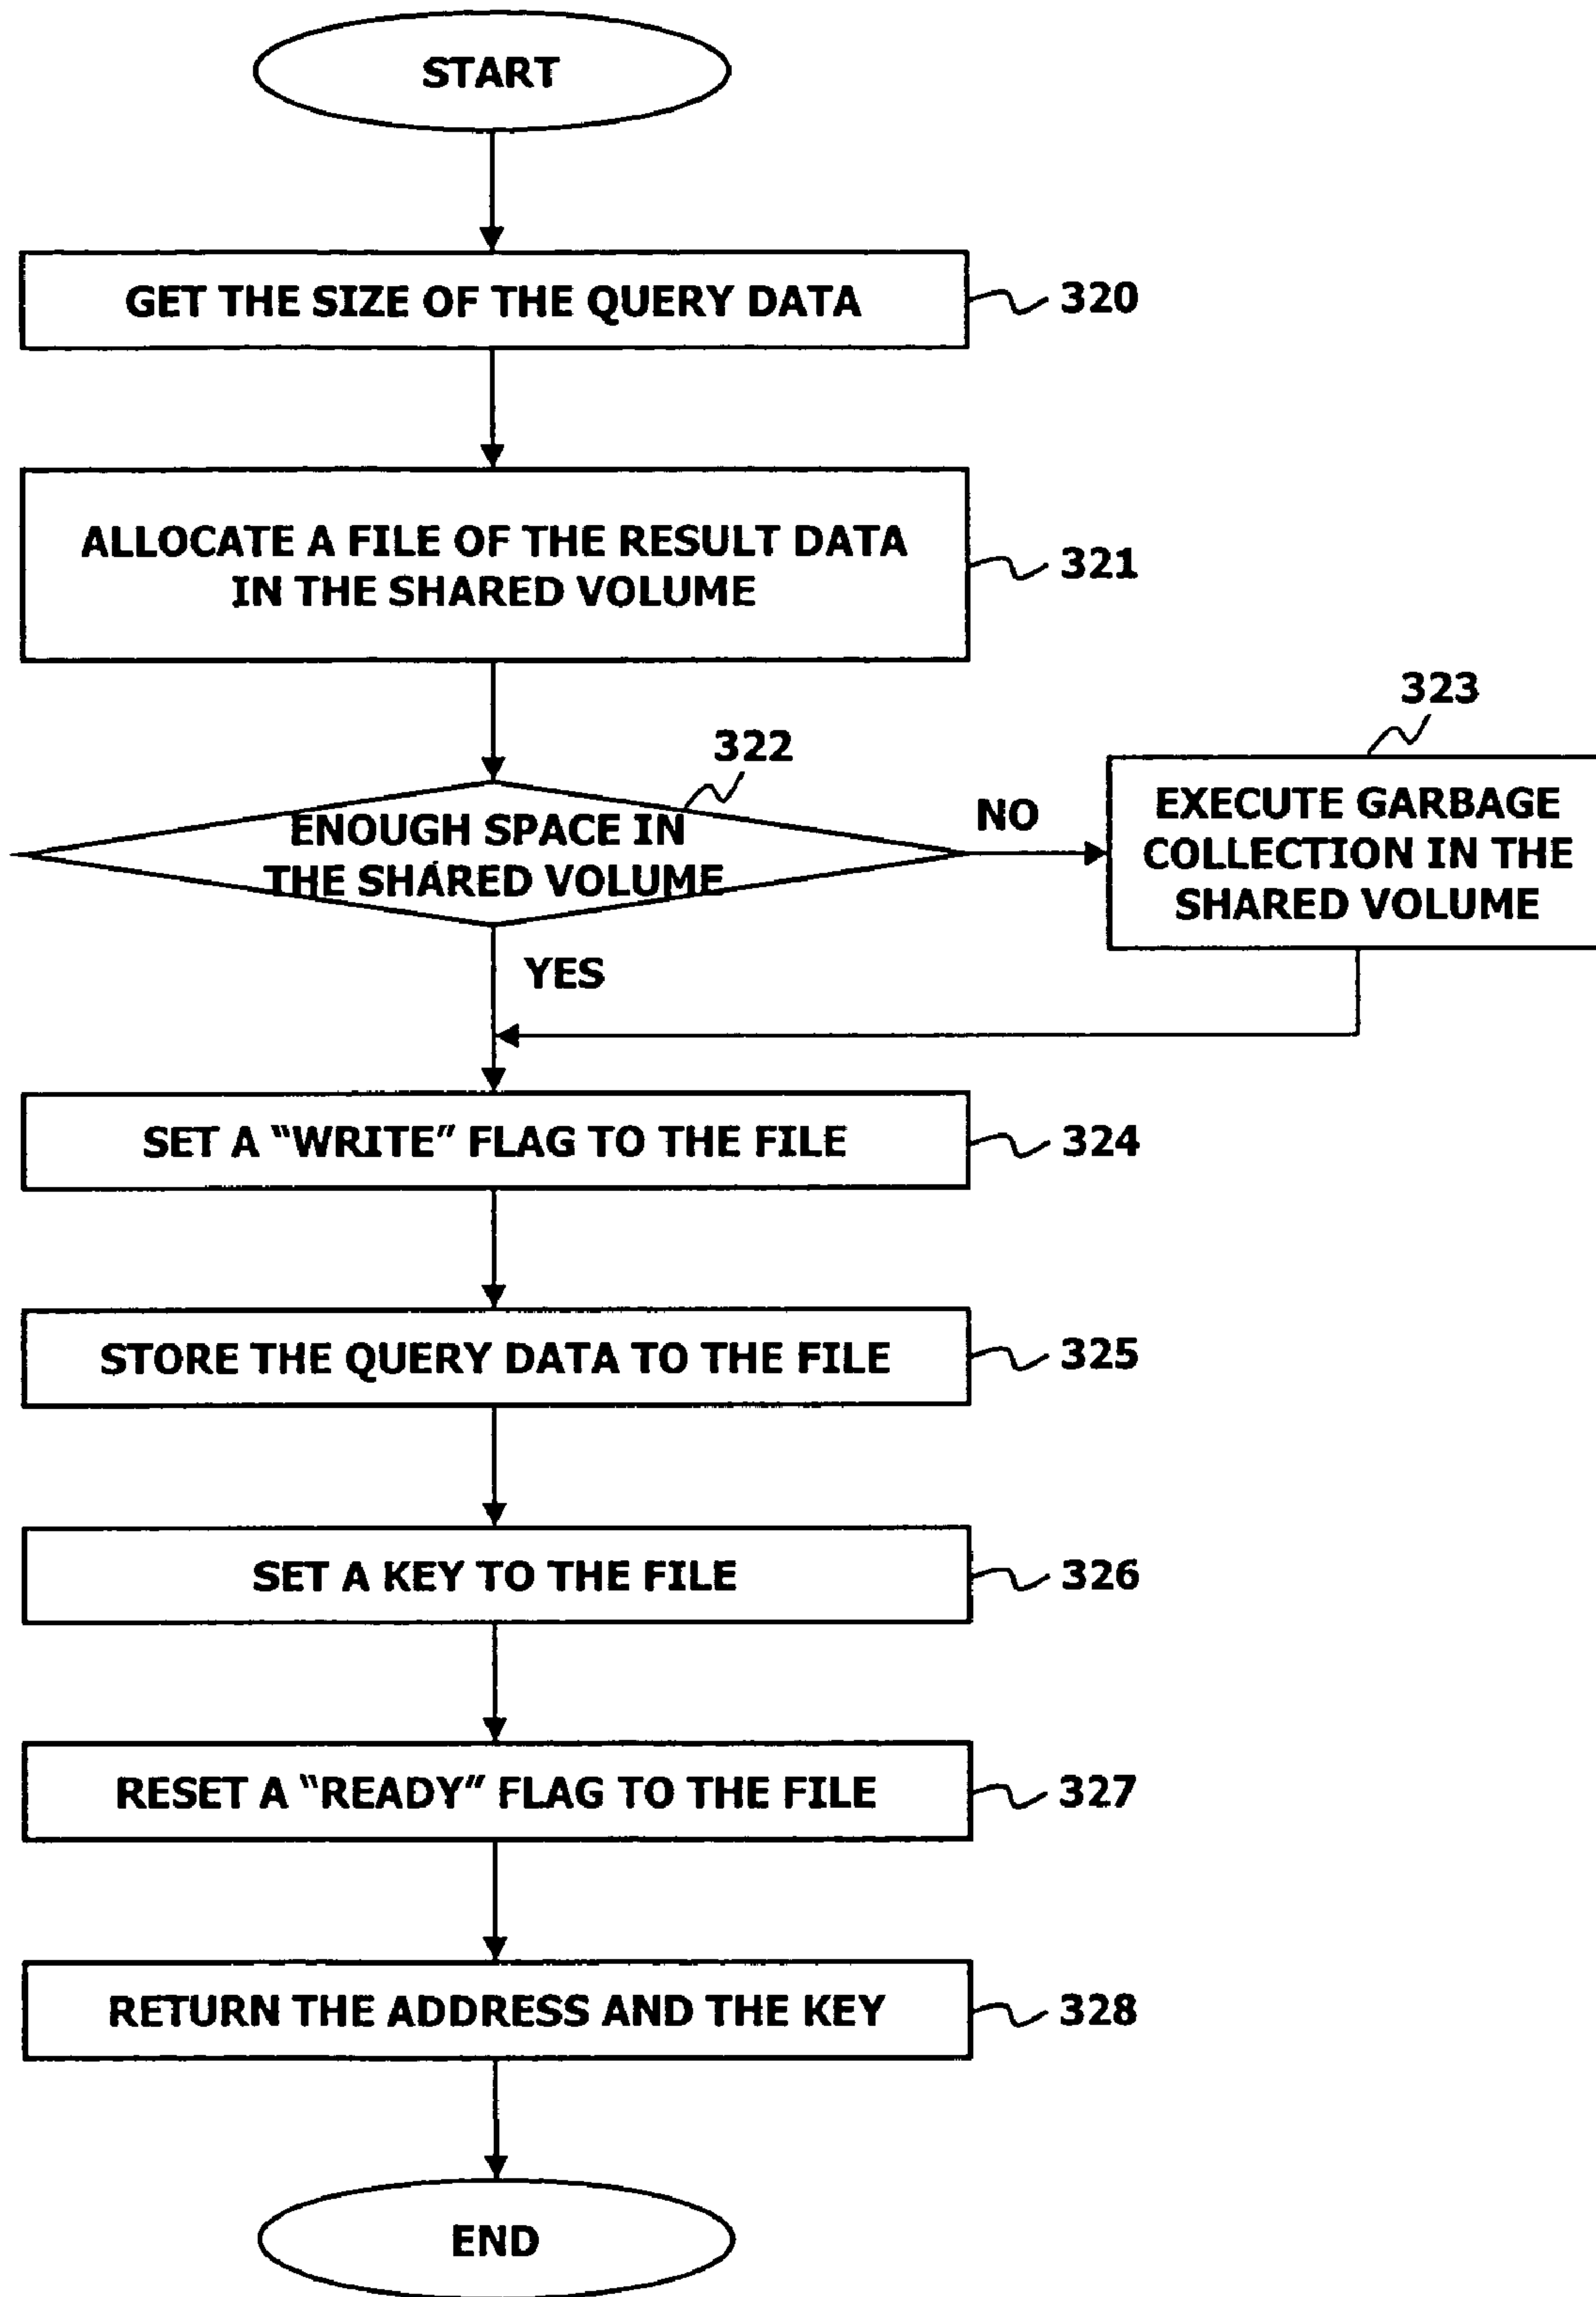 START
GET THE SIZE OF THE QUERY DATA
320
ALLOCATE A FILE OF THE RESULT DATA
IN THE SHARED VOLUME
321
322
ENOUGH SPACE IN
THE SHARED VOLUME
NO
323
EXECUTE GARBAGE
COLLECTION IN THE
SHARED VOLUME
YES
SET A “WRITE” FLAG TO THE FILE
324
STORE THE QUERY DATA TO THE FILE
325
SET A KEY TO THE FILE
326
RESET A “READY” FLAG TO THE FILE
327
RETURN THE ADDRESS AND THE KEY
328
END